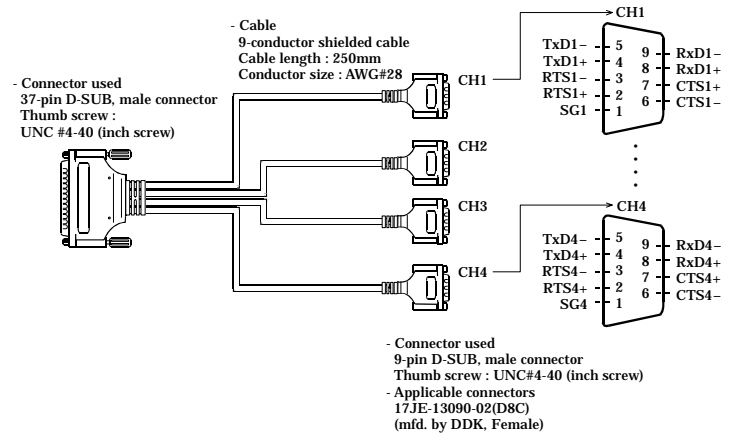 - Cable
9-conductor shielded cable
Cable length : 250mm
Conductor size : AWG#28
- Connector used
37-pin D-SUB, male connector
Thumb screw :
UNC #4-40 (inch screw)
CH1
CH2
CH3
CH4
CH1
TxD1−
TxD1+
RTS1−
RTS1+
SG1
5
4
3
2
1
9
8
7
6
RxD1−
RxD1+
CTS1+
CTS1−
CH4
TxD4−
TxD4+
RTS4−
RTS4+
SG4
5
4
3
2
1
9
8
7
6
RxD4−
RxD4+
CTS4+
CTS4−
- Connector used
9-pin D-SUB, male connector
Thumb screw : UNC#4-40 (inch screw)
- Applicable connectors
17JE-13090-02(D8C)
(mfd. by DDK, Female)